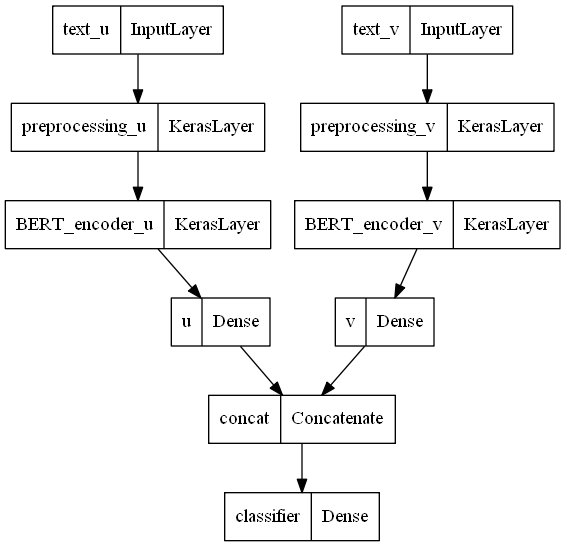 text_u InputLayer
text_v InputLayer
preprocessing_u KerasLayer
preprocessing_v KerasLayer
BERT_encoder_u KerasLayer
BERT_encoder_v KerasLayer
u Dense
v Dense
concat Concatenate
classifier Dense